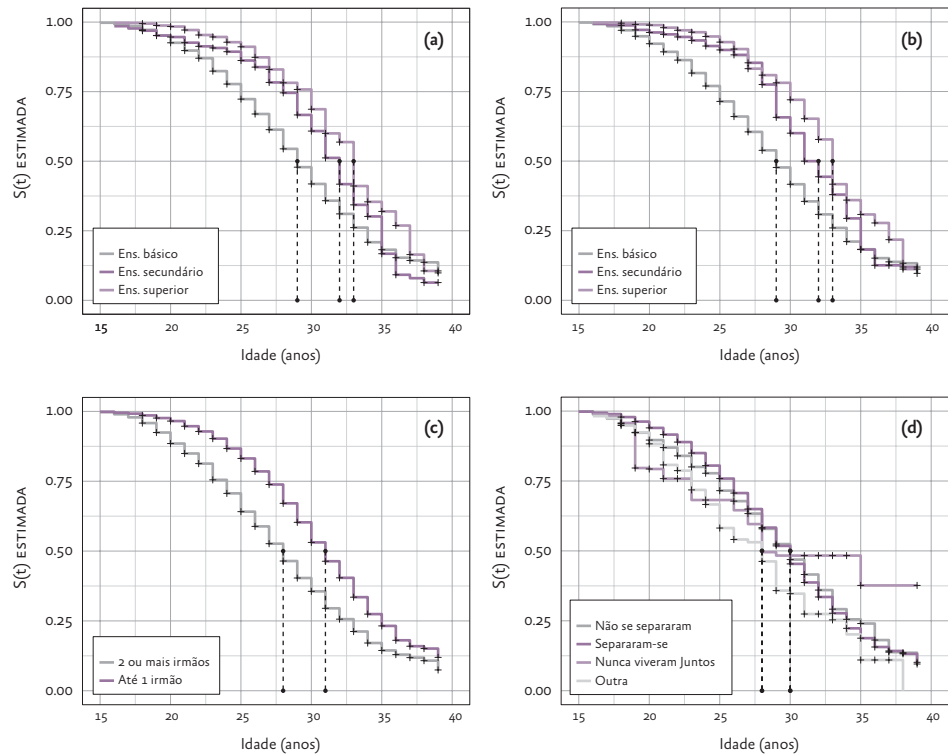 (a)
1.00
0.75
0.50
0.25
0.00
S(t) ESTIMADA
Ens. básico
Ens. secundário
Ens. superior
15 20 25 30 35 40
Idade (anos)
(b)
1.00
0.75
0.50
0.25
0.00
S(t) ESTIMADA
Ens. básico
Ens. secundário
Ens. superior
15 20 25 30 35 40
Idade (anos)
(c)
1.00
0.75
0.50
0.25
0.00
S(t) ESTIMADA
2 ou mais irmãos
Até 1 irmão
15 20 25 30 35 40
Idade (anos)
(d)
1.00
0.75
0.50
0.25
0.00
S(t) ESTIMADA
Não se separaram
Separaram-se
Nunca viveram Juntos
Outra
15 20 25 30 35 40
Idade (anos)